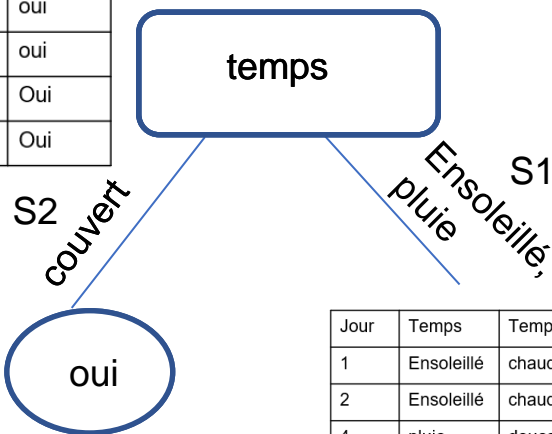 oui
oui
Oui
Oui
temps
S2
couvert
Ensoleillé,
pluie
S1
oui
Jour Temps
1 Ensoleillé
2 Ensoleillé